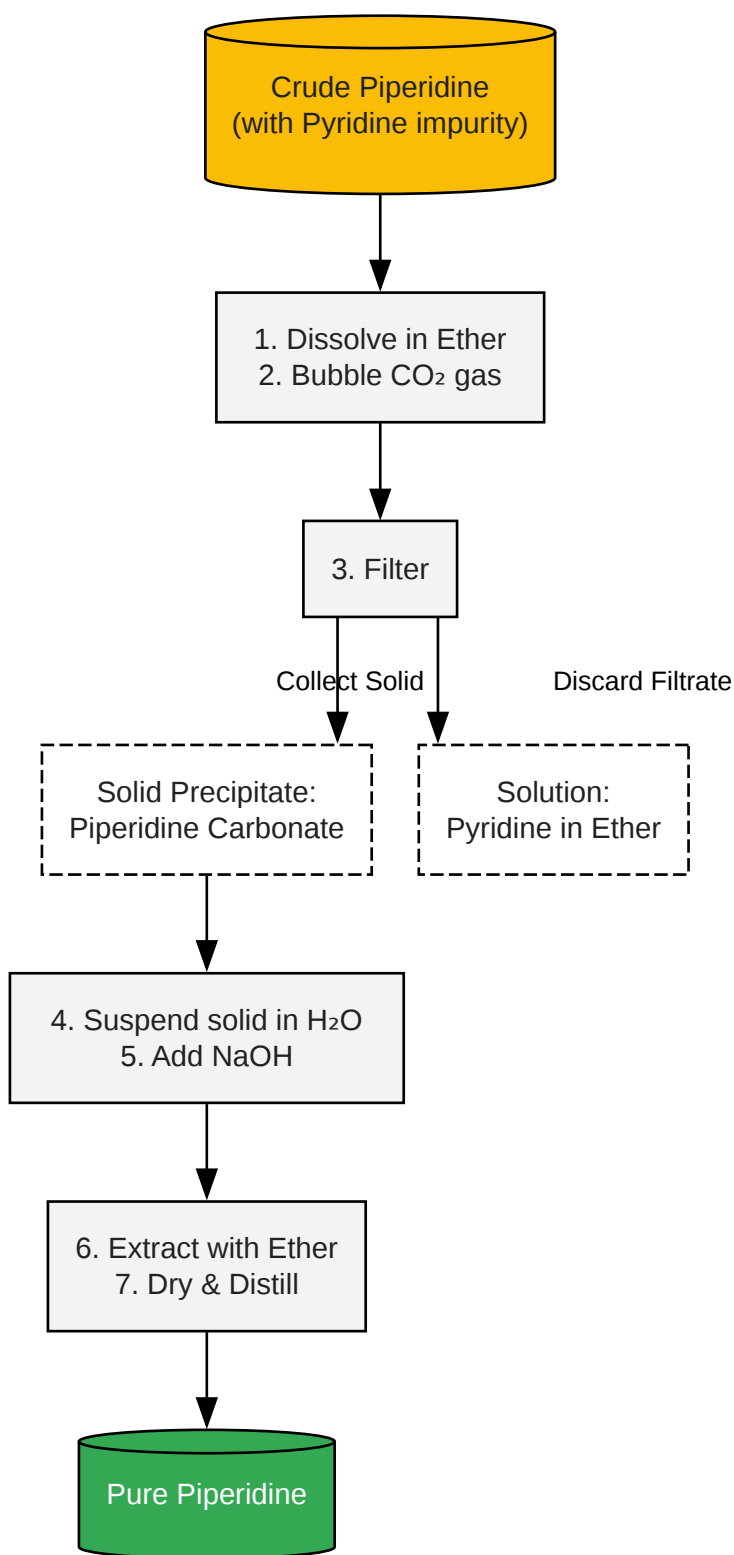 Crude Piperidine
(with Pyridine impurity)
1. Dissolve in Ether
2. Bubble CO₂ gas
3. Filter
Collect Solid
Discard Filtrate
Solid Precipitate:
Piperidine Carbonate
Solution:
Pyridine in Ether
4. Suspend solid in H₂O
5. Add NaOH
6. Extract with Ether
7. Dry & Distill
Pure Piperidine